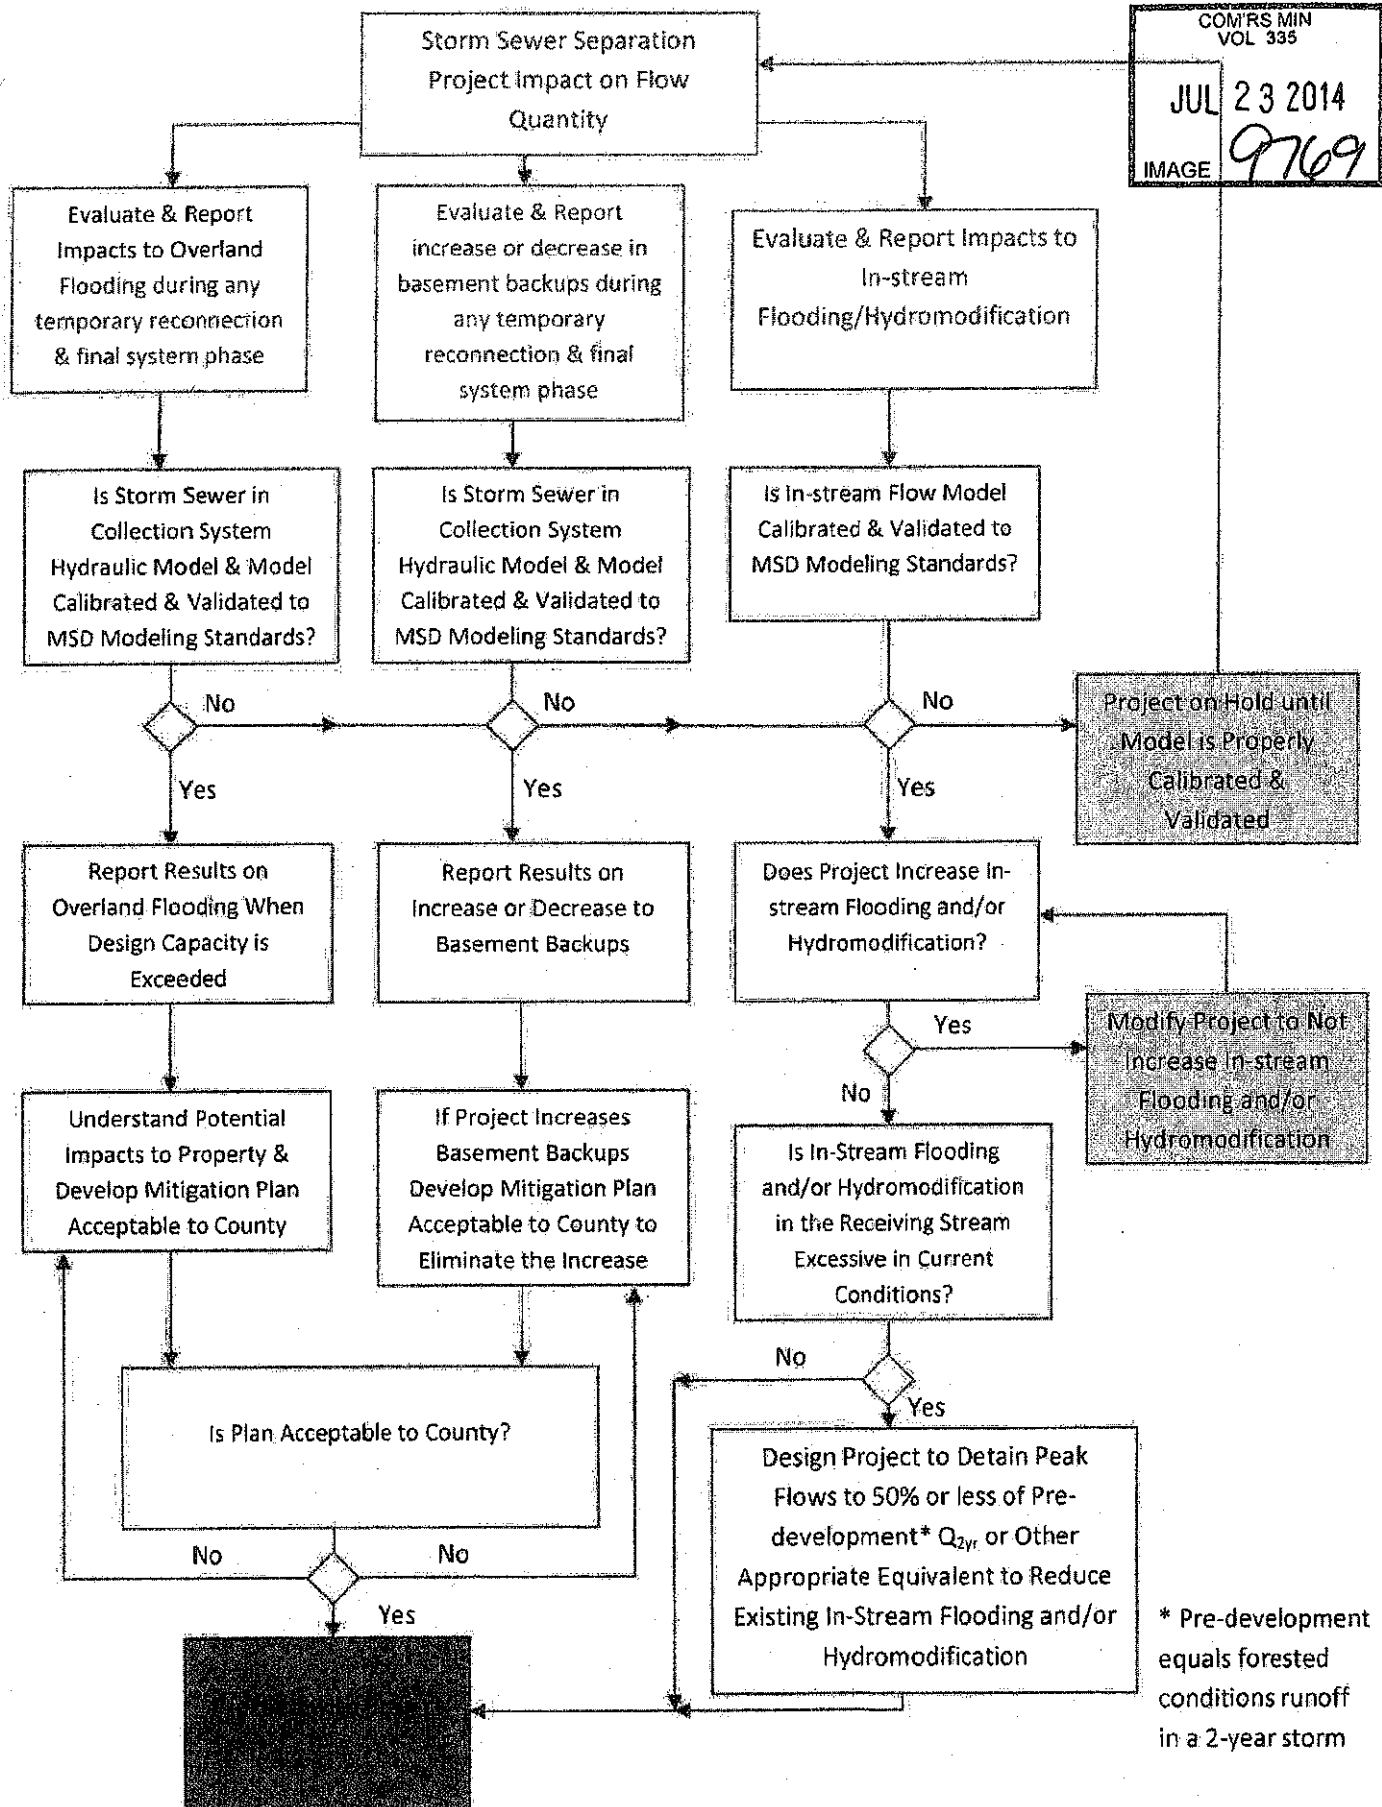 Storm Sewer Separation
Project Impact on Flow
Quantity
COM'RS MIN
VOL 335
JUL 23 2014
IMAGE 9769
Evaluate & Report
Impacts to Overland
Flooding during any
temporary reconnection
& final system phase
Evaluate & Report
increase or decrease in
basement backups during
any temporary
reconnection & final
system phase
Evaluate & Report Impacts to
In-stream
Flooding/Hydromodification
Is Storm Sewer in
Collection System
Hydraulic Model & Model
Calibrated & Validated to
MSD Modeling Standards?
Is Storm Sewer in
Collection System
Hydraulic Model & Model
Calibrated & Validated to
MSD Modeling Standards?
Is In-stream Flow Model
Calibrated & Validated to
MSD Modeling Standards?
No
No
No
Project on Hold until
Model is Properly
Calibrated &
Validated
Yes
Yes
Yes
Report Results on
Overland Flooding When
Design Capacity is
Exceeded
Report Results on
Increase or Decrease to
Basement Backups
Does Project Increase In-
stream Flooding and/or
Hydromodification?
Yes
No
Modify Project to Not
Increase In-stream
Flooding and/or
Hydromodification
Understand Potential
Impacts to Property &
Develop Mitigation Plan
Acceptable to County
If Project Increases
Basement Backups
Develop Mitigation Plan
Acceptable to County to
Eliminate the Increase
Is In-Stream Flooding
and/or Hydromodification
in the Receiving Stream
Excessive in Current
Conditions?
No
Yes
Is Plan Acceptable to County?
No
No
Yes
Design Project to Detain Peak
Flows to 50% or less of Pre-
development* Q2yr or Other
Appropriate Equivalent to Reduce
Existing In-Stream Flooding and/or
Hydromodification
* Pre-development
equals forested
conditions runoff
in a 2-year storm